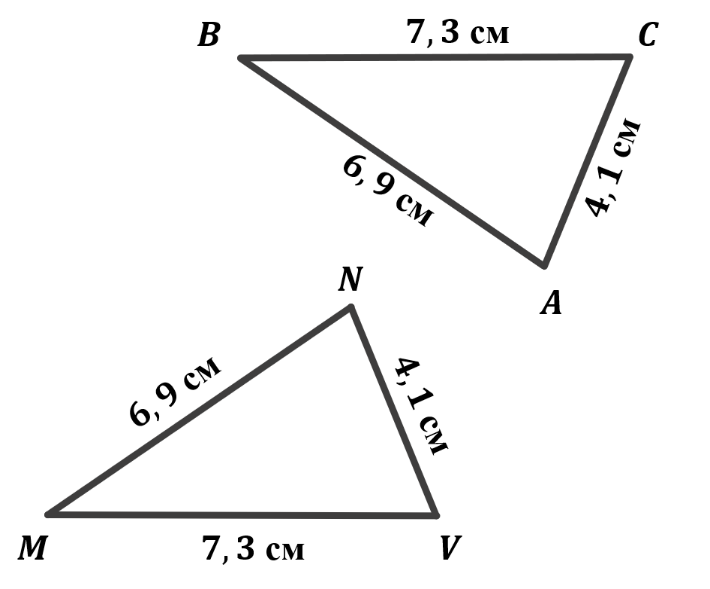 B
7,3 см
C
6,9 см
4,1 см
A
N
6,9 см
4,1 см
M
7,3 см
V